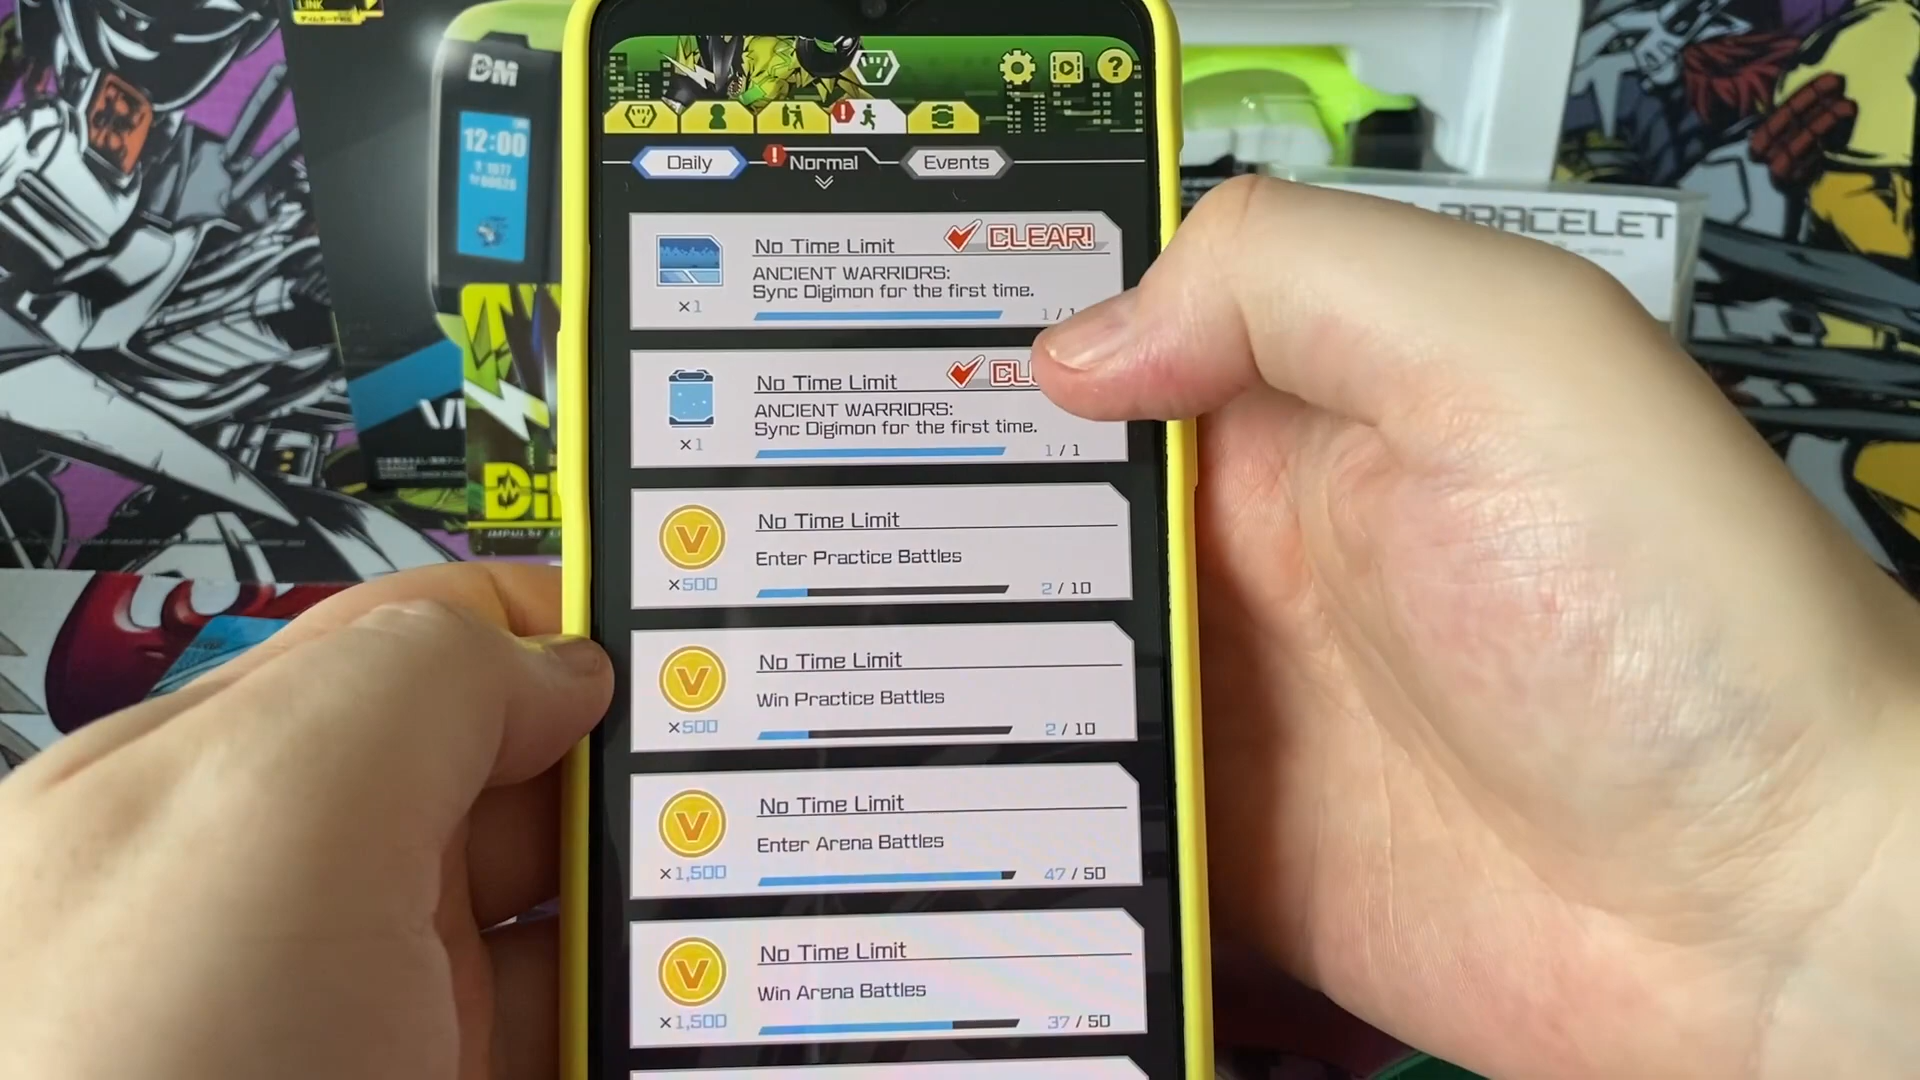 LINK
DM
12:00
BRACELET
Daily
! Normal
Events
?
No Time Limit
CLEAR!
ANCIENT WARRIORS:
Sync Digimon for the first time.
×1
1/1
No Time Limit
ANCIENT WARRIORS:
Sync Digimon for the first time.
×1
1/1
No Time Limit
Enter Practice Battles
×500
2/10
No Time Limit
Win Practice Battles
×500
2/10
No Time Limit
Enter Arena Battles
×1,500
47/50
No Time Limit
Win Arena Battles
×1,500
37/50